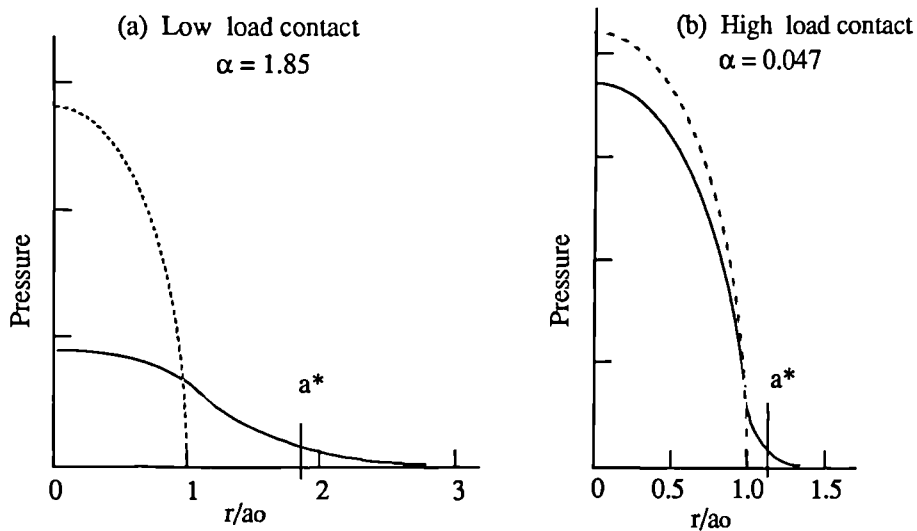 (a) Low load contact
α = 1.85
Pressure
a*
0 1 2 3
r/ao
(b) High load contact
α = 0.047
Pressure
a*
0 0.5 1.0 1.5
r/ao